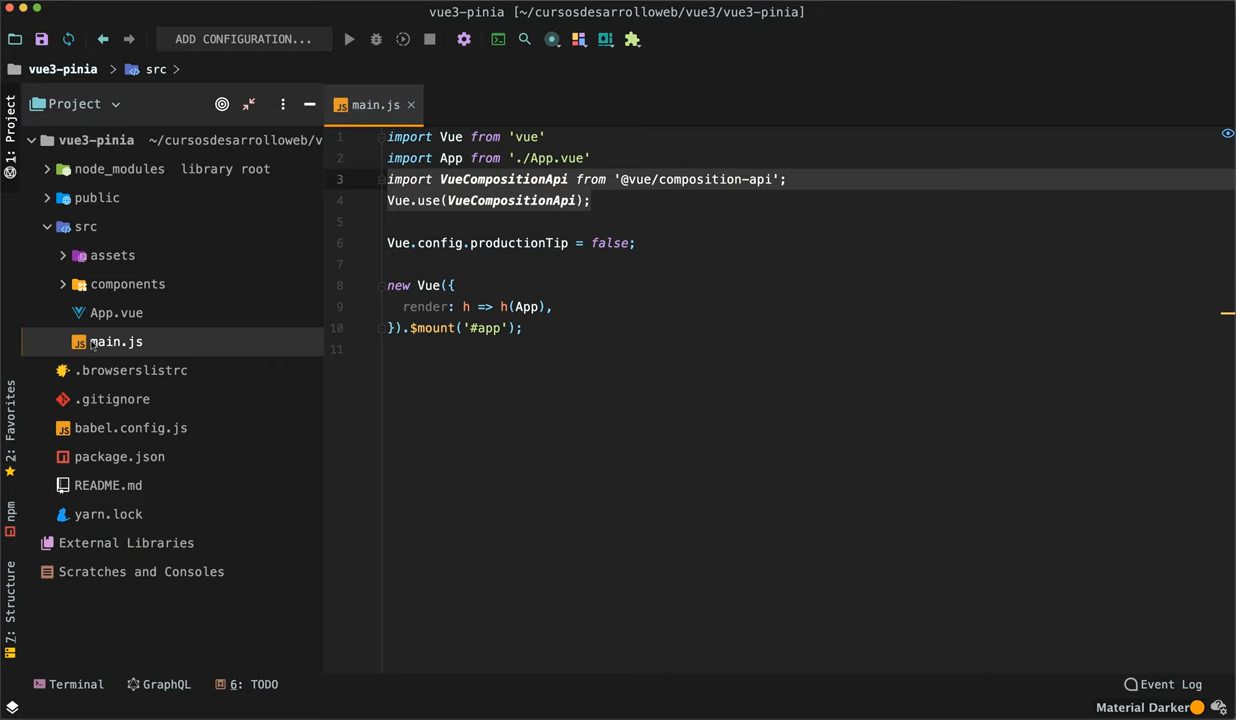 vue3-pinia [~/cursosdesarrolloweb/vue3/vue3-pinia]
ADD CONFIGURATION...
vue3-pinia > src >
1: Project
Project
main.js ×
vue3-pinia ~/cursosdesarrolloweb/v
node_modules library root
public
src
assets
components
App.vue
main.js
.browserslistrc
.gitignore
babel.config.js
package.json
README.md
yarn.lock
External Libraries
Scratches and Consoles
2: Favorites
npm
7: Structure
1 import Vue from 'vue'
2 import App from './App.vue'
3 import VueCompositionApi from '@vue/composition-api';
4 Vue.use(VueCompositionApi);
5
6 Vue.config.productionTip = false;
7
8 new Vue({
9 render: h => h(App),
10 }).$mount('#app');
11
Terminal GraphQL 6: TODO
Event Log
Material Darker